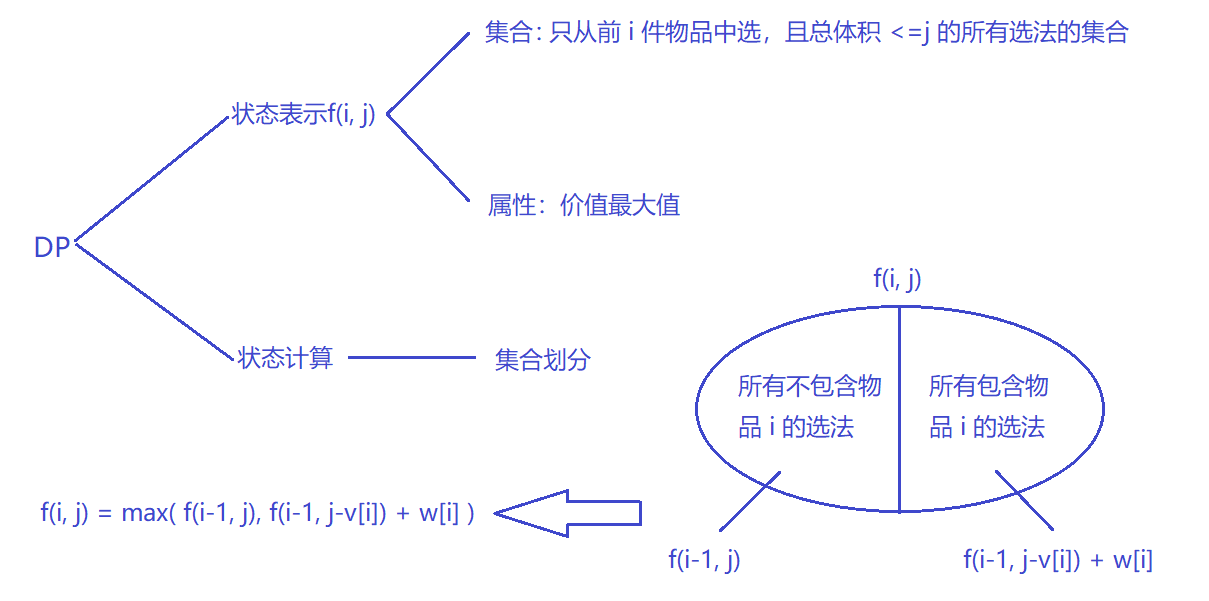 集合：只从前 i 件物品中选，且总体积 <=j 的所有选法的集合
状态表示f(i, j)
属性：价值最大值
DP
f(i, j)
状态计算
集合划分
所有不包含物
品 i 的选法
所有包含物
品 i 的选法
f(i, j) = max( f(i-1, j), f(i-1, j-v[i]) + w[i] )
f(i-1, j)
f(i-1, j-v[i]) + w[i]